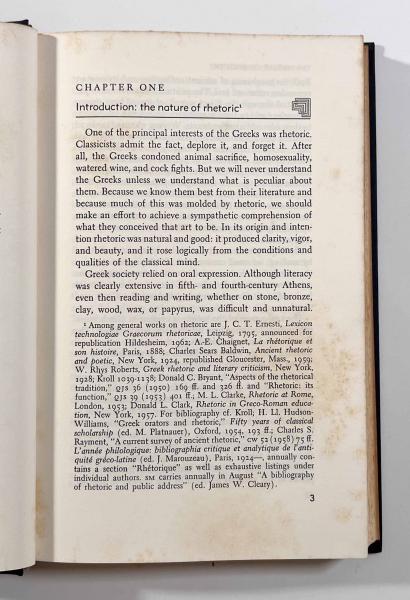 CHAPTER ONE
Introduction: the nature of rhetoric¹
One of the principal interests of the Greeks was rhetoric.
Classicists admit the fact, deplore it, and forget it. After
all, the Greeks condoned animal sacrifice, homosexuality,
watered wine, and cock fights. But we will never understand
the Greeks unless we understand what is peculiar about
them. Because we know them best from their literature and
because much of this was molded by rhetoric, we should
make an effort to achieve a sympathetic comprehension of
what they conceived that art to be. In its origin and inten-
tion rhetoric was natural and good: it produced clarity, vigor,
and beauty, and it rose logically from the conditions and
qualities of the classical mind.
Greek society relied on oral expression. Although literacy
was clearly extensive in fifth- and fourth-century Athens,
even then reading and writing, whether on stone, bronze,
clay, wood, wax, or papyrus, was difficult and unnatural.
¹ Among general works on rhetoric are J. C. T. Ernesti, Lexicon
technologiae Graecorum rhetoricae, Leipzig, 1795, announced for
republication Hildesheim, 1962; A.-E. Chaignet, La rhétorique et
son histoire, Paris, 1888; Charles Sears Baldwin, Ancient rhetoric
and poetic, New York, 1924, republished Gloucester, Mass., 1959;
W. Rhys Roberts, Greek rhetoric and literary criticism, New York,
1928; Kroll 1039-1138; Donald C. Bryant, "Aspects of the rhetorical
tradition," QJS 36 (1950) 169 ff. and 326 ff. and "Rhetoric: its
function," QJS 39 (1953) 401 ff.; M. L. Clarke, Rhetoric at Rome,
London, 1953; Donald L. Clark, Rhetoric in Greco-Roman educa-
tion, New York, 1957. For bibliography cf. Kroll; H. Ll. Hudson-
Williams, "Greek orators and rhetoric," Fifty years of classical
scholarship (ed. M. Platnauer), Oxford, 1954, 193 ff.; Charles S.
Rayment, "A current survey of ancient rhetoric," CW 52 (1958) 75 ff.
L'année philologique: bibliographia critique et analytique de l'anti-
quité gréco-latine (ed. J. Marouzeau), Paris, 1924—, annually con-
tains a section "Rhétorique" as well as exhaustive listings under
individual authors. SM carries annually in August "A bibliography
of rhetoric and public address" (ed. James W. Cleary).
3